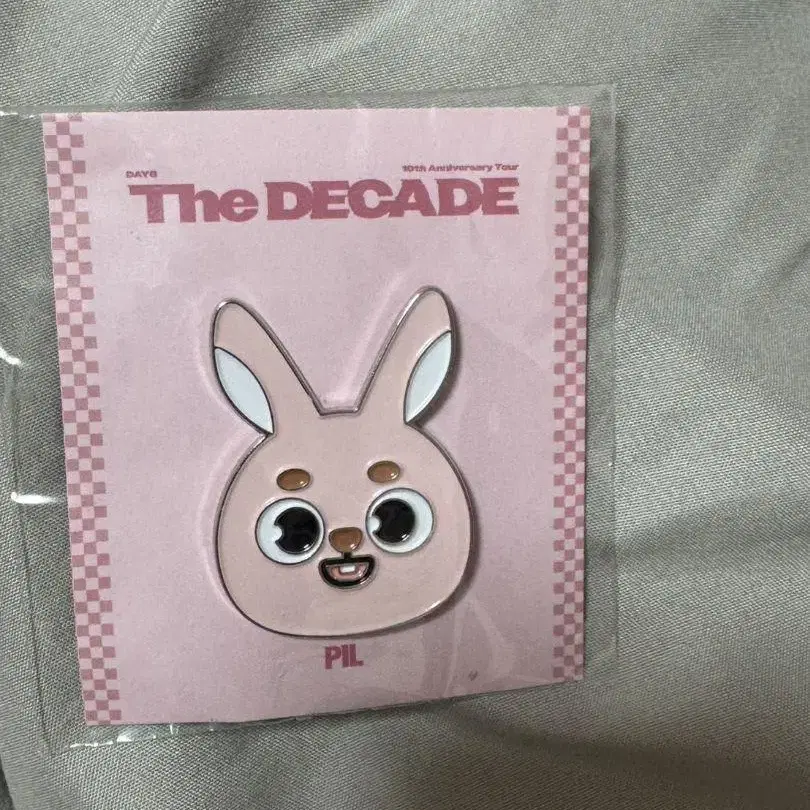 DAY6 10th Anniversary Tour
The DECADE
PIL